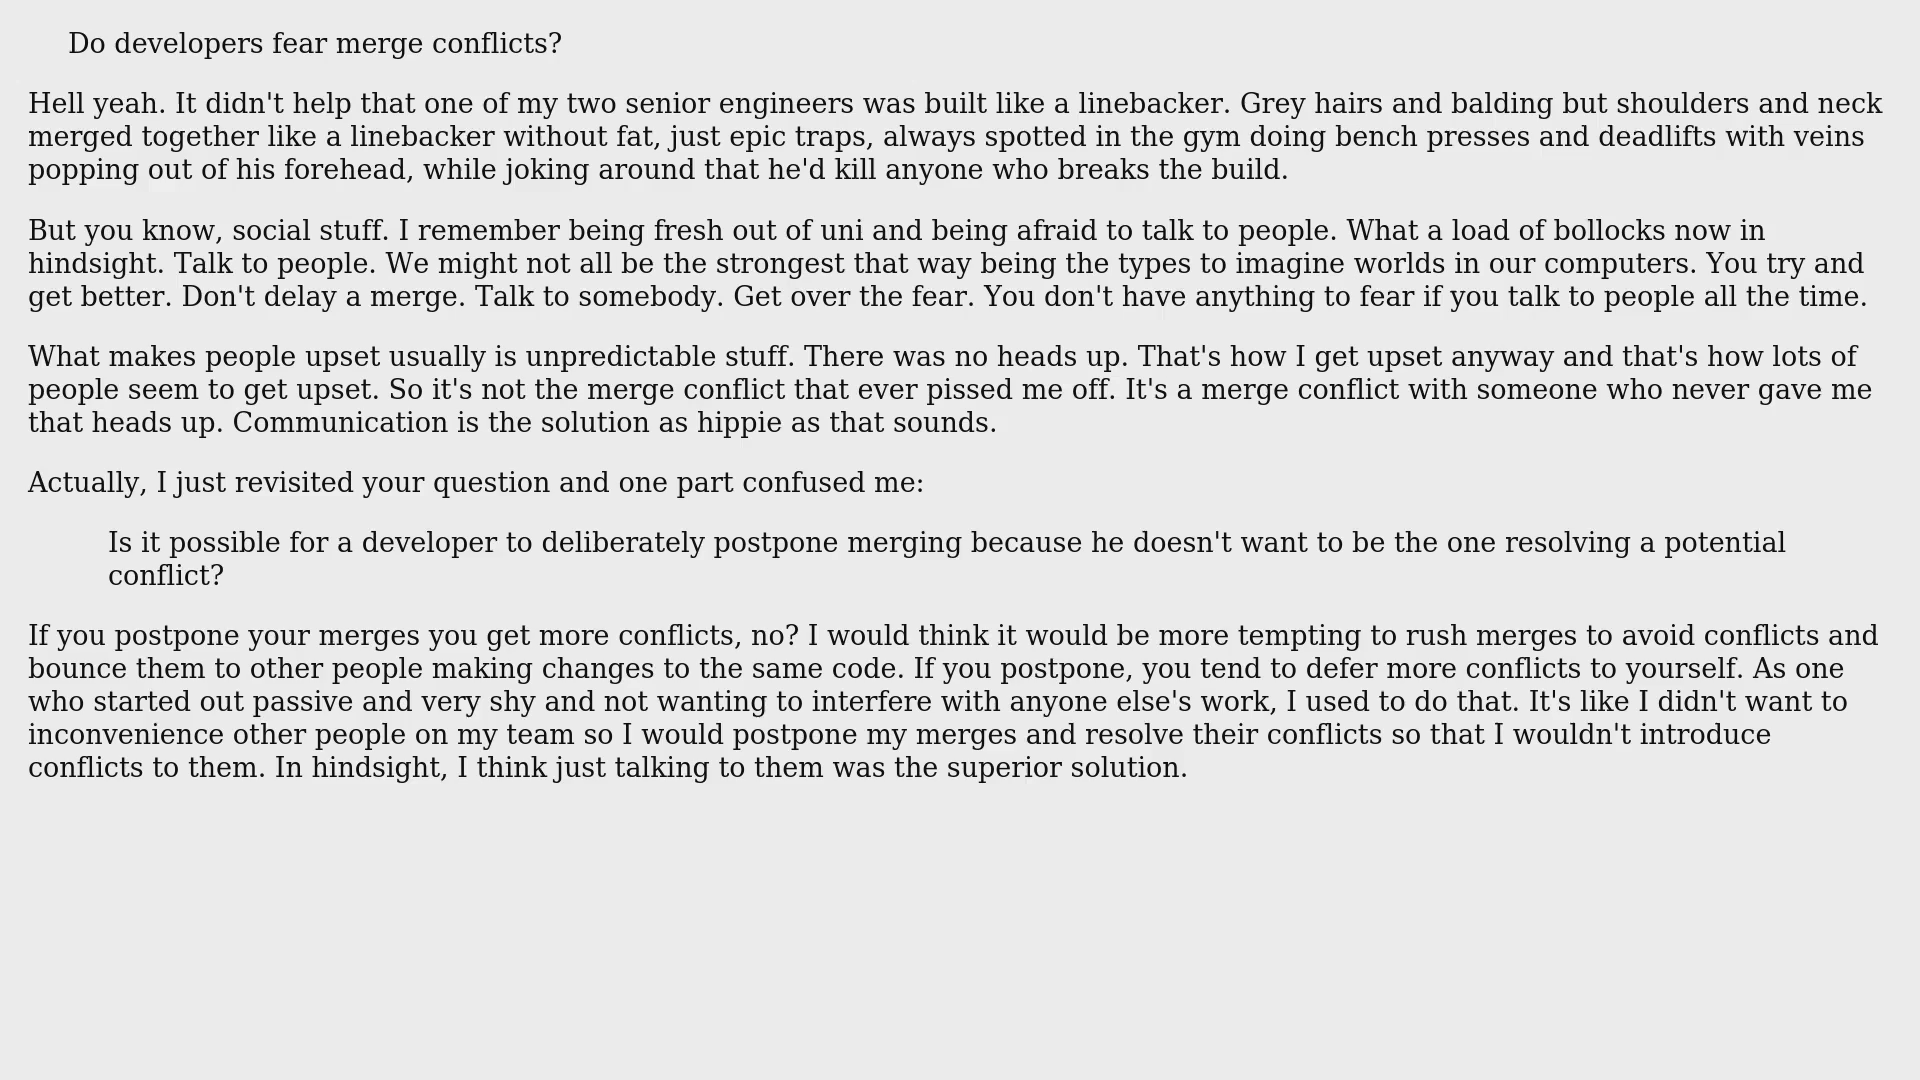 Do developers fear merge conflicts?
Hell yeah. It didn't help that one of my two senior engineers was built like a linebacker. Grey hairs and balding but shoulders and neck
merged together like a linebacker without fat, just epic traps, always spotted in the gym doing bench presses and deadlifts with veins
popping out of his forehead, while joking around that he'd kill anyone who breaks the build.
But you know, social stuff. I remember being fresh out of uni and being afraid to talk to people. What a load of bollocks now in
hindsight. Talk to people. We might not all be the strongest that way being the types to imagine worlds in our computers. You try and
get better. Don't delay a merge. Talk to somebody. Get over the fear. You don't have anything to fear if you talk to people all the time.
What makes people upset usually is unpredictable stuff. There was no heads up. That's how I get upset anyway and that's how lots of
people seem to get upset. So it's not the merge conflict that ever pissed me off. It's a merge conflict with someone who never gave me
that heads up. Communication is the solution as hippie as that sounds.
Actually, I just revisited your question and one part confused me:
Is it possible for a developer to deliberately postpone merging because he doesn't want to be the one resolving a potential
conflict?
If you postpone your merges you get more conflicts, no? I would think it would be more tempting to rush merges to avoid conflicts and
bounce them to other people making changes to the same code. If you postpone, you tend to defer more conflicts to yourself. As one
who started out passive and very shy and not wanting to interfere with anyone else's work, I used to do that. It's like I didn't want to
inconvenience other people on my team so I would postpone my merges and resolve their conflicts so that I wouldn't introduce
conflicts to them. In hindsight, I think just talking to them was the superior solution.